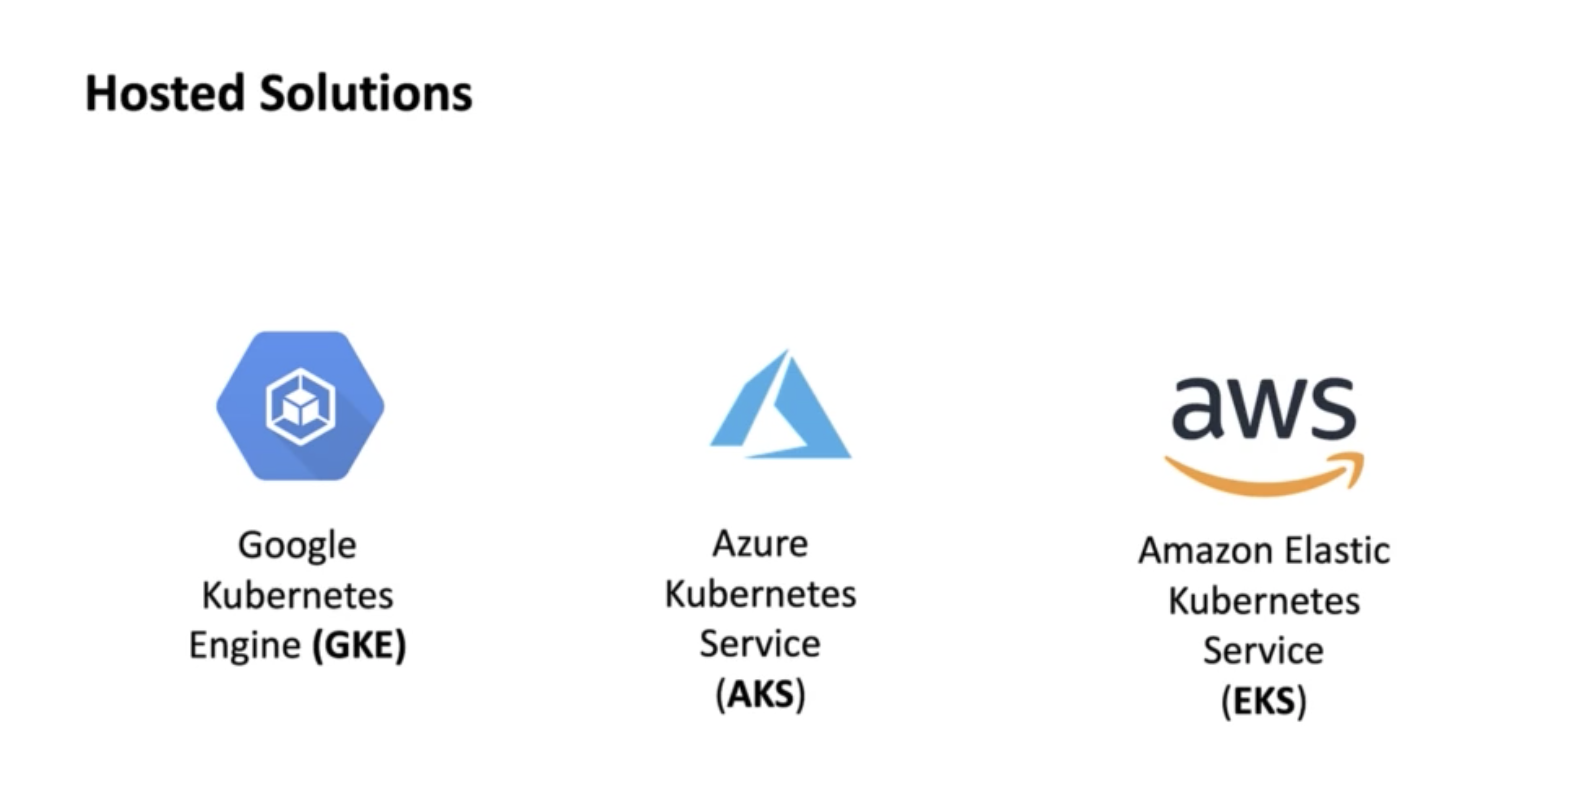 Hosted Solutions
Google
Kubernetes
Engine (GKE)
Azure
Kubernetes
Service
(AKS)
aws
Amazon Elastic
Kubernetes
Service
(EKS)